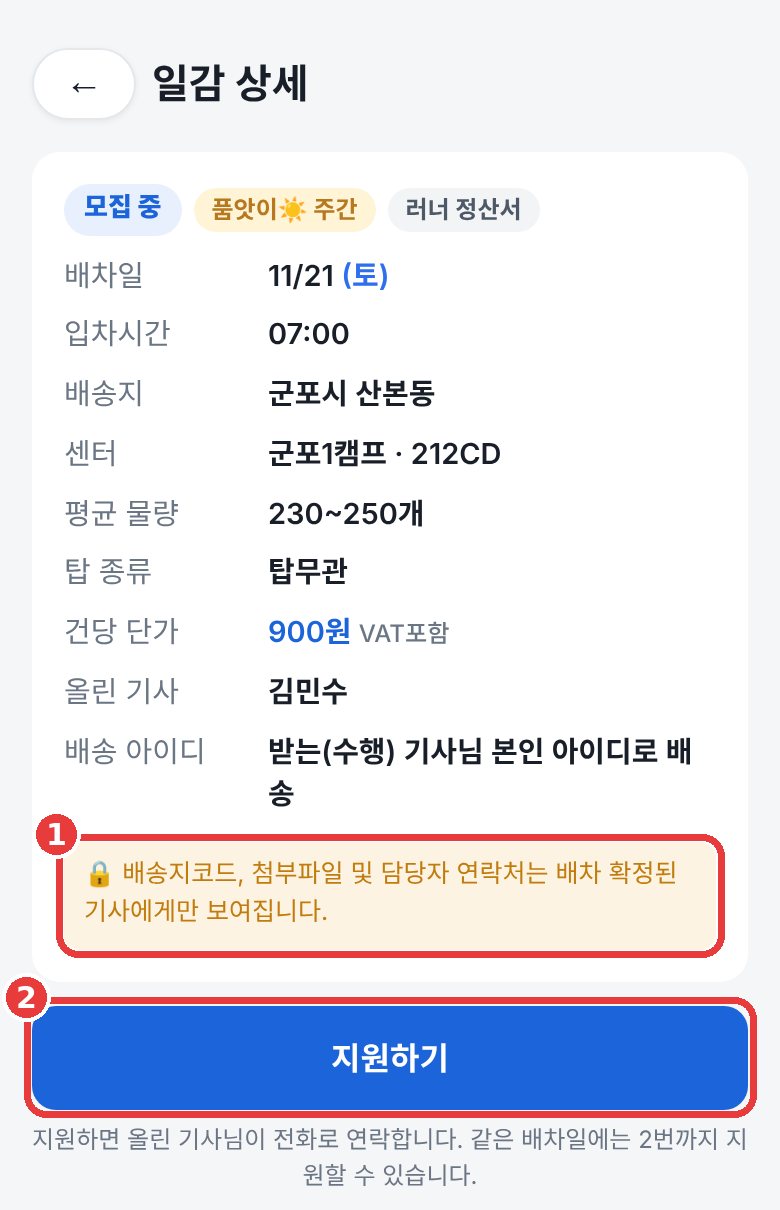 ← 일감 상세
모집 중 품앗이☀️ 주간 러너 정산서
배차일 11/21 (토)
입차시간 07:00
배송지 군포시 산본동
센터 군포1캠프 · 212CD
평균 물량 230~250개
탑 종류 탑무관
건당 단가 900원 VAT포함
올린 기사 김민수
배송 아이디 받는(수행) 기사님 본인 아이디로 배
송
1
🔒 배송지코드, 첨부파일 및 담당자 연락처는 배차 확정된
기사에게만 보여집니다.
2
지원하기
지원하면 올린 기사님이 전화로 연락합니다. 같은 배차일에는 2번까지 지
원할 수 있습니다.